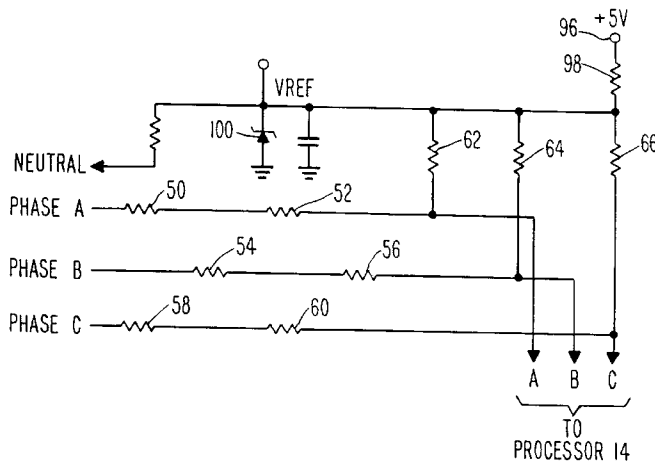 +5V
96
98
VREF
100
62
64
66
NEUTRAL
50
PHASE A
52
PHASE B
54
56
PHASE C
58
60
A B C
TO
PROCESSOR 14